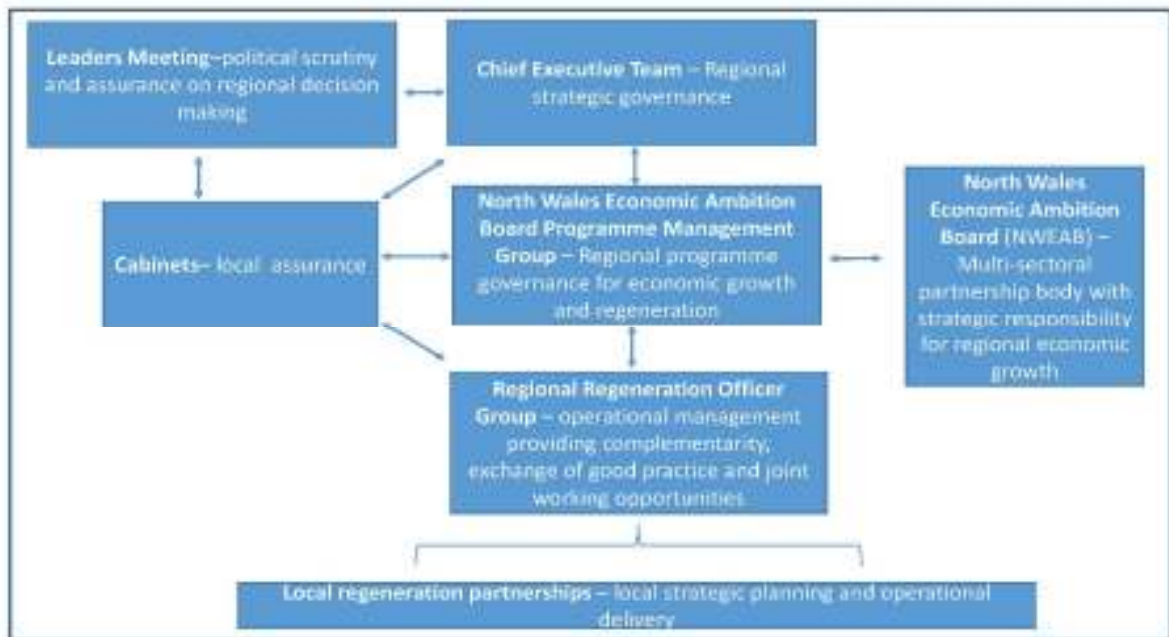 Leaders Meeting–political scrutiny
and assurance on regional decision
making
Chief Executive Team – Regional
strategic governance
Cabinets– local assurance
North Wales Economic Ambition
Board Programme Management
Group – Regional programme
governance for economic growth
and regeneration
North Wales
Economic Ambition
Board (NWEAB) –
Multi-sectoral
partnership body with
strategic responsibility
for regional economic
growth
Regional Regeneration Officer
Group – operational management
providing complementarity,
exchange of good practice and joint
working opportunities
Local regeneration partnerships – local strategic planning and operational
delivery